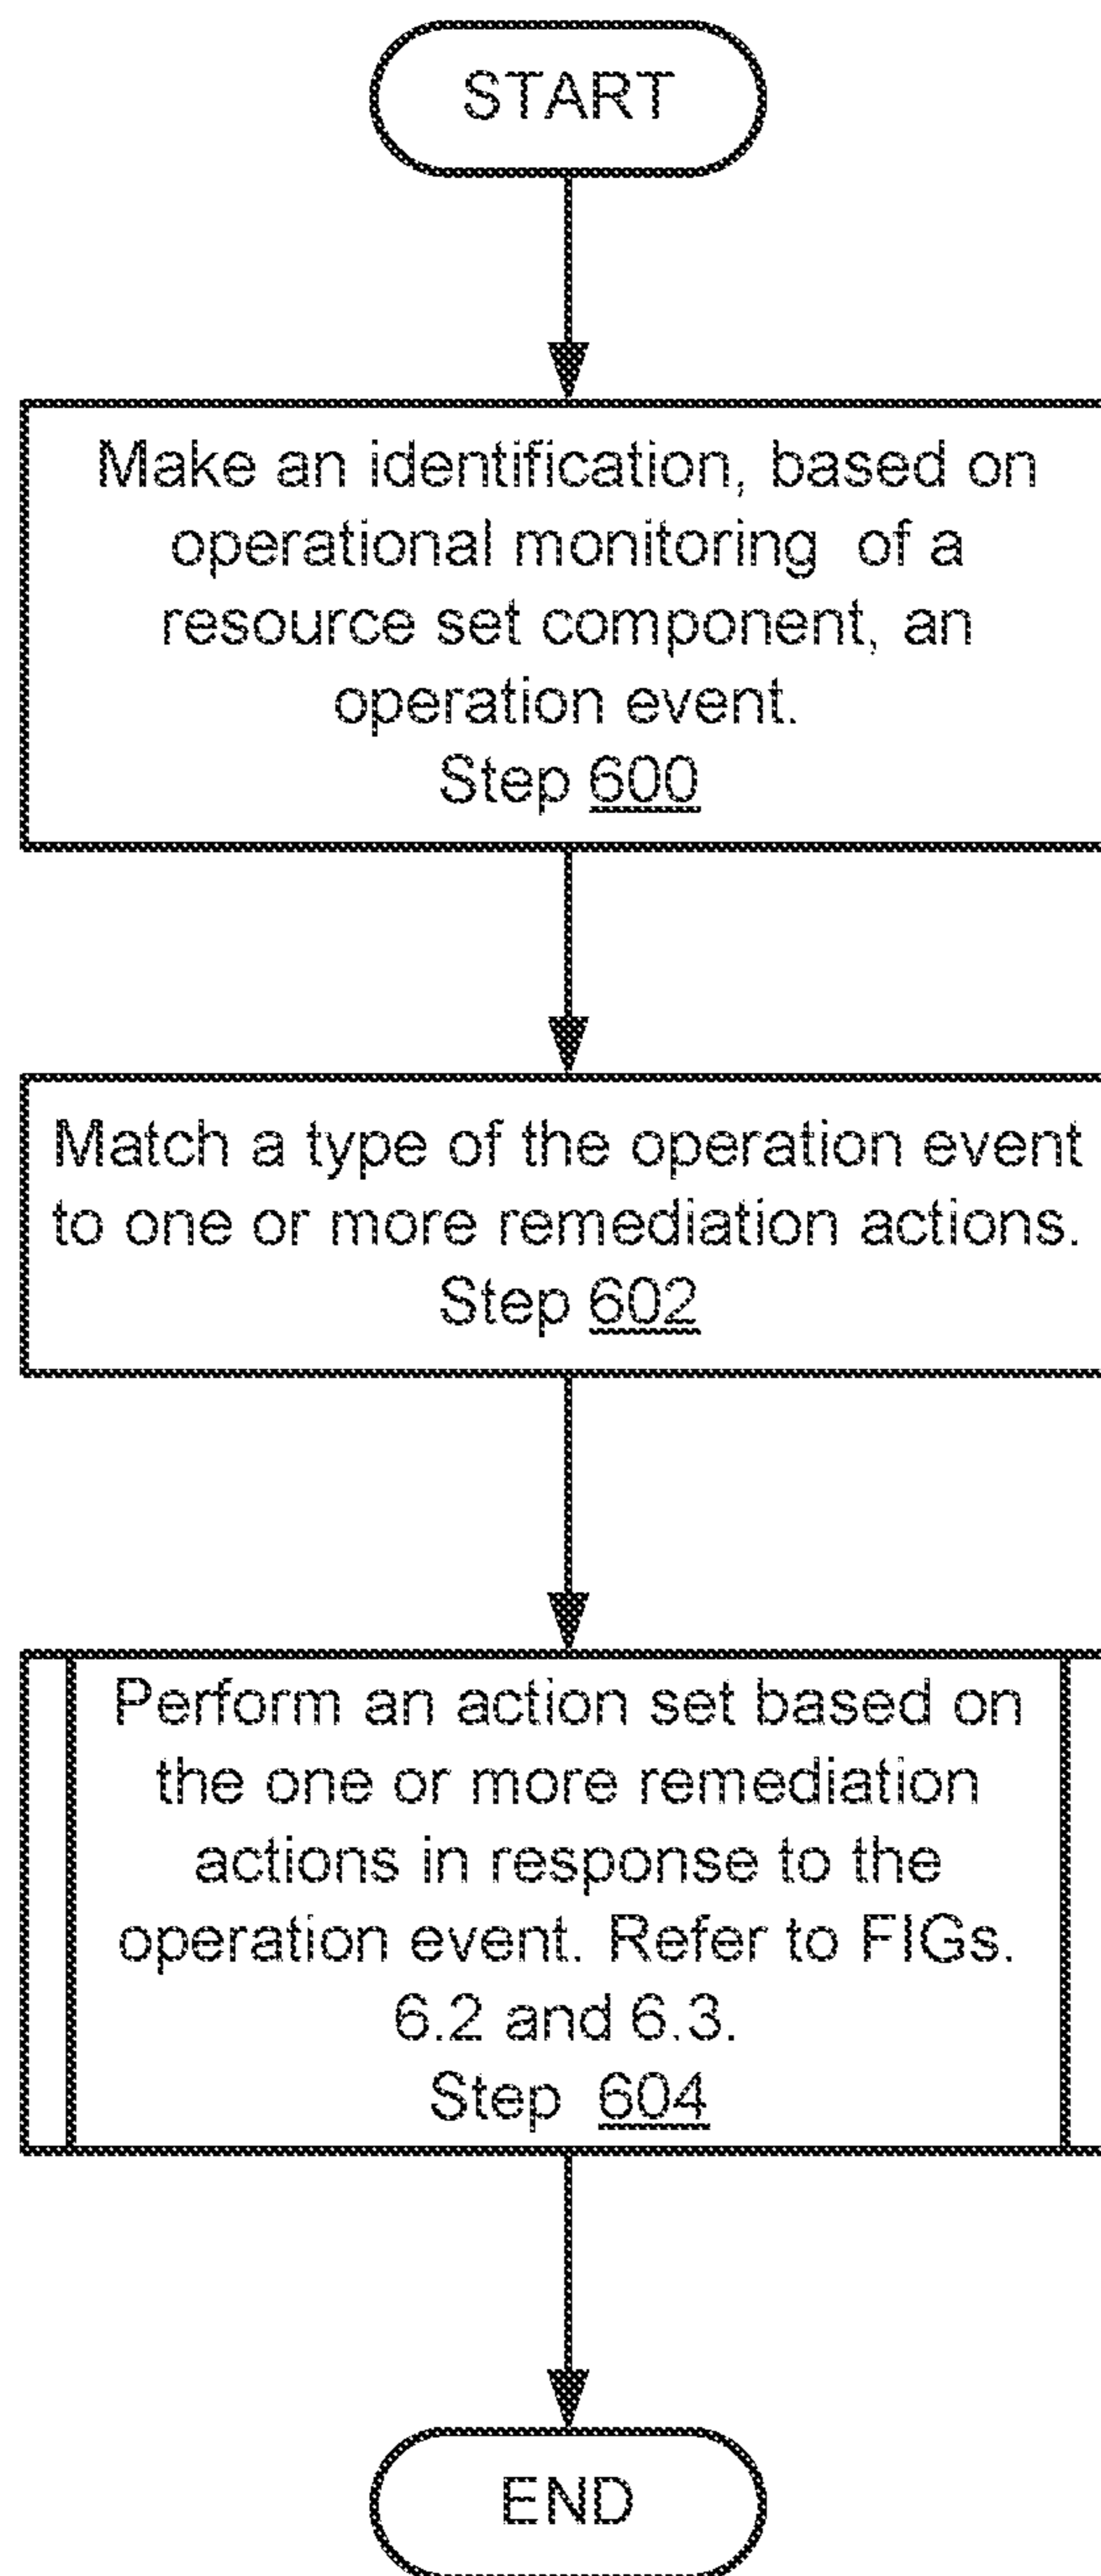 START
Make an identification, based on
operational monitoring of a
resource set component, an
operation event.
Step 600
Match a type of the operation event
to one or more remediation actions.
Step 602
Perform an action set based on
the one or more remediation
actions in response to the
operation event. Refer to FIGs.
6.2 and 6.3.
Step 604
END